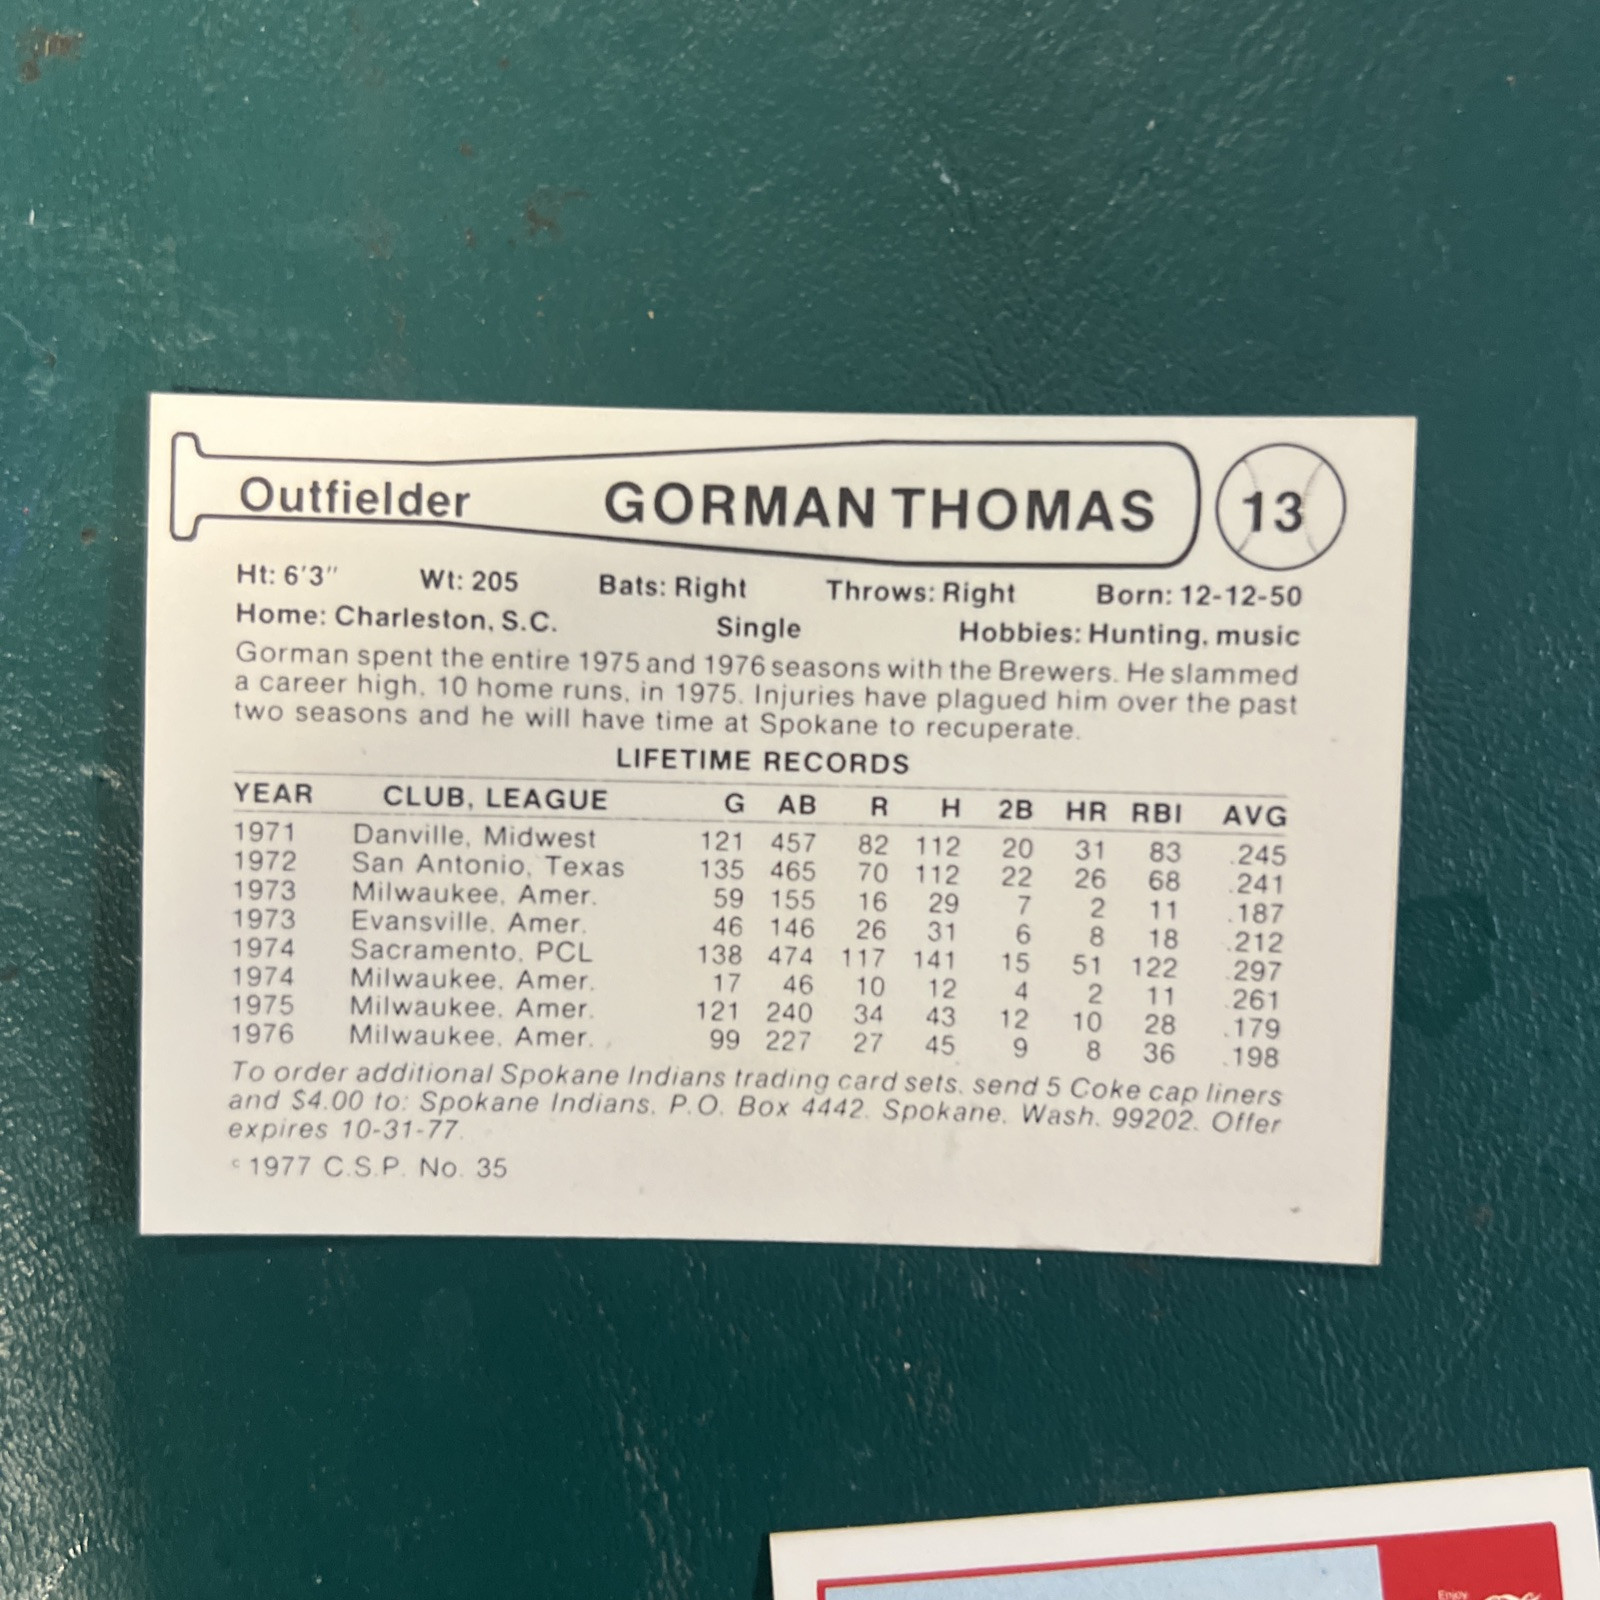 Outfielder GORMAN THOMAS 13
Ht: 6'3" Wt: 205 Bats: Right Throws: Right Born: 12-12-50
Home: Charleston, S.C. Single Hobbies: Hunting, music
Gorman spent the entire 1975 and 1976 seasons with the Brewers. He slammed
a career high, 10 home runs, in 1975. Injuries have plagued him over the past
two seasons and he will have time at Spokane to recuperate.
LIFETIME RECORDS
YEAR CLUB, LEAGUE G AB R H 2B HR RBI AVG
1971 Danville, Midwest 121 457 82 112 20 31 83 .245
1972 San Antonio, Texas 135 465 70 112 22 26 68 .241
1973 Milwaukee, Amer. 59 155 16 29 7 2 11 .187
1973 Evansville, Amer. 46 146 26 31 6 8 18 .212
1974 Sacramento, PCL 138 474 117 141 15 51 122 .297
1974 Milwaukee, Amer. 17 46 10 12 4 2 11 .261
1975 Milwaukee, Amer. 121 240 34 43 12 10 28 .179
1976 Milwaukee, Amer. 99 227 27 45 9 8 36 .198
To order additional Spokane Indians trading card sets, send 5 Coke cap liners
and $4.00 to: Spokane Indians, P.O. Box 4442, Spokane, Wash. 99202. Offer
expires 10-31-77.
c 1977 C.S.P. No. 35
Enjoy